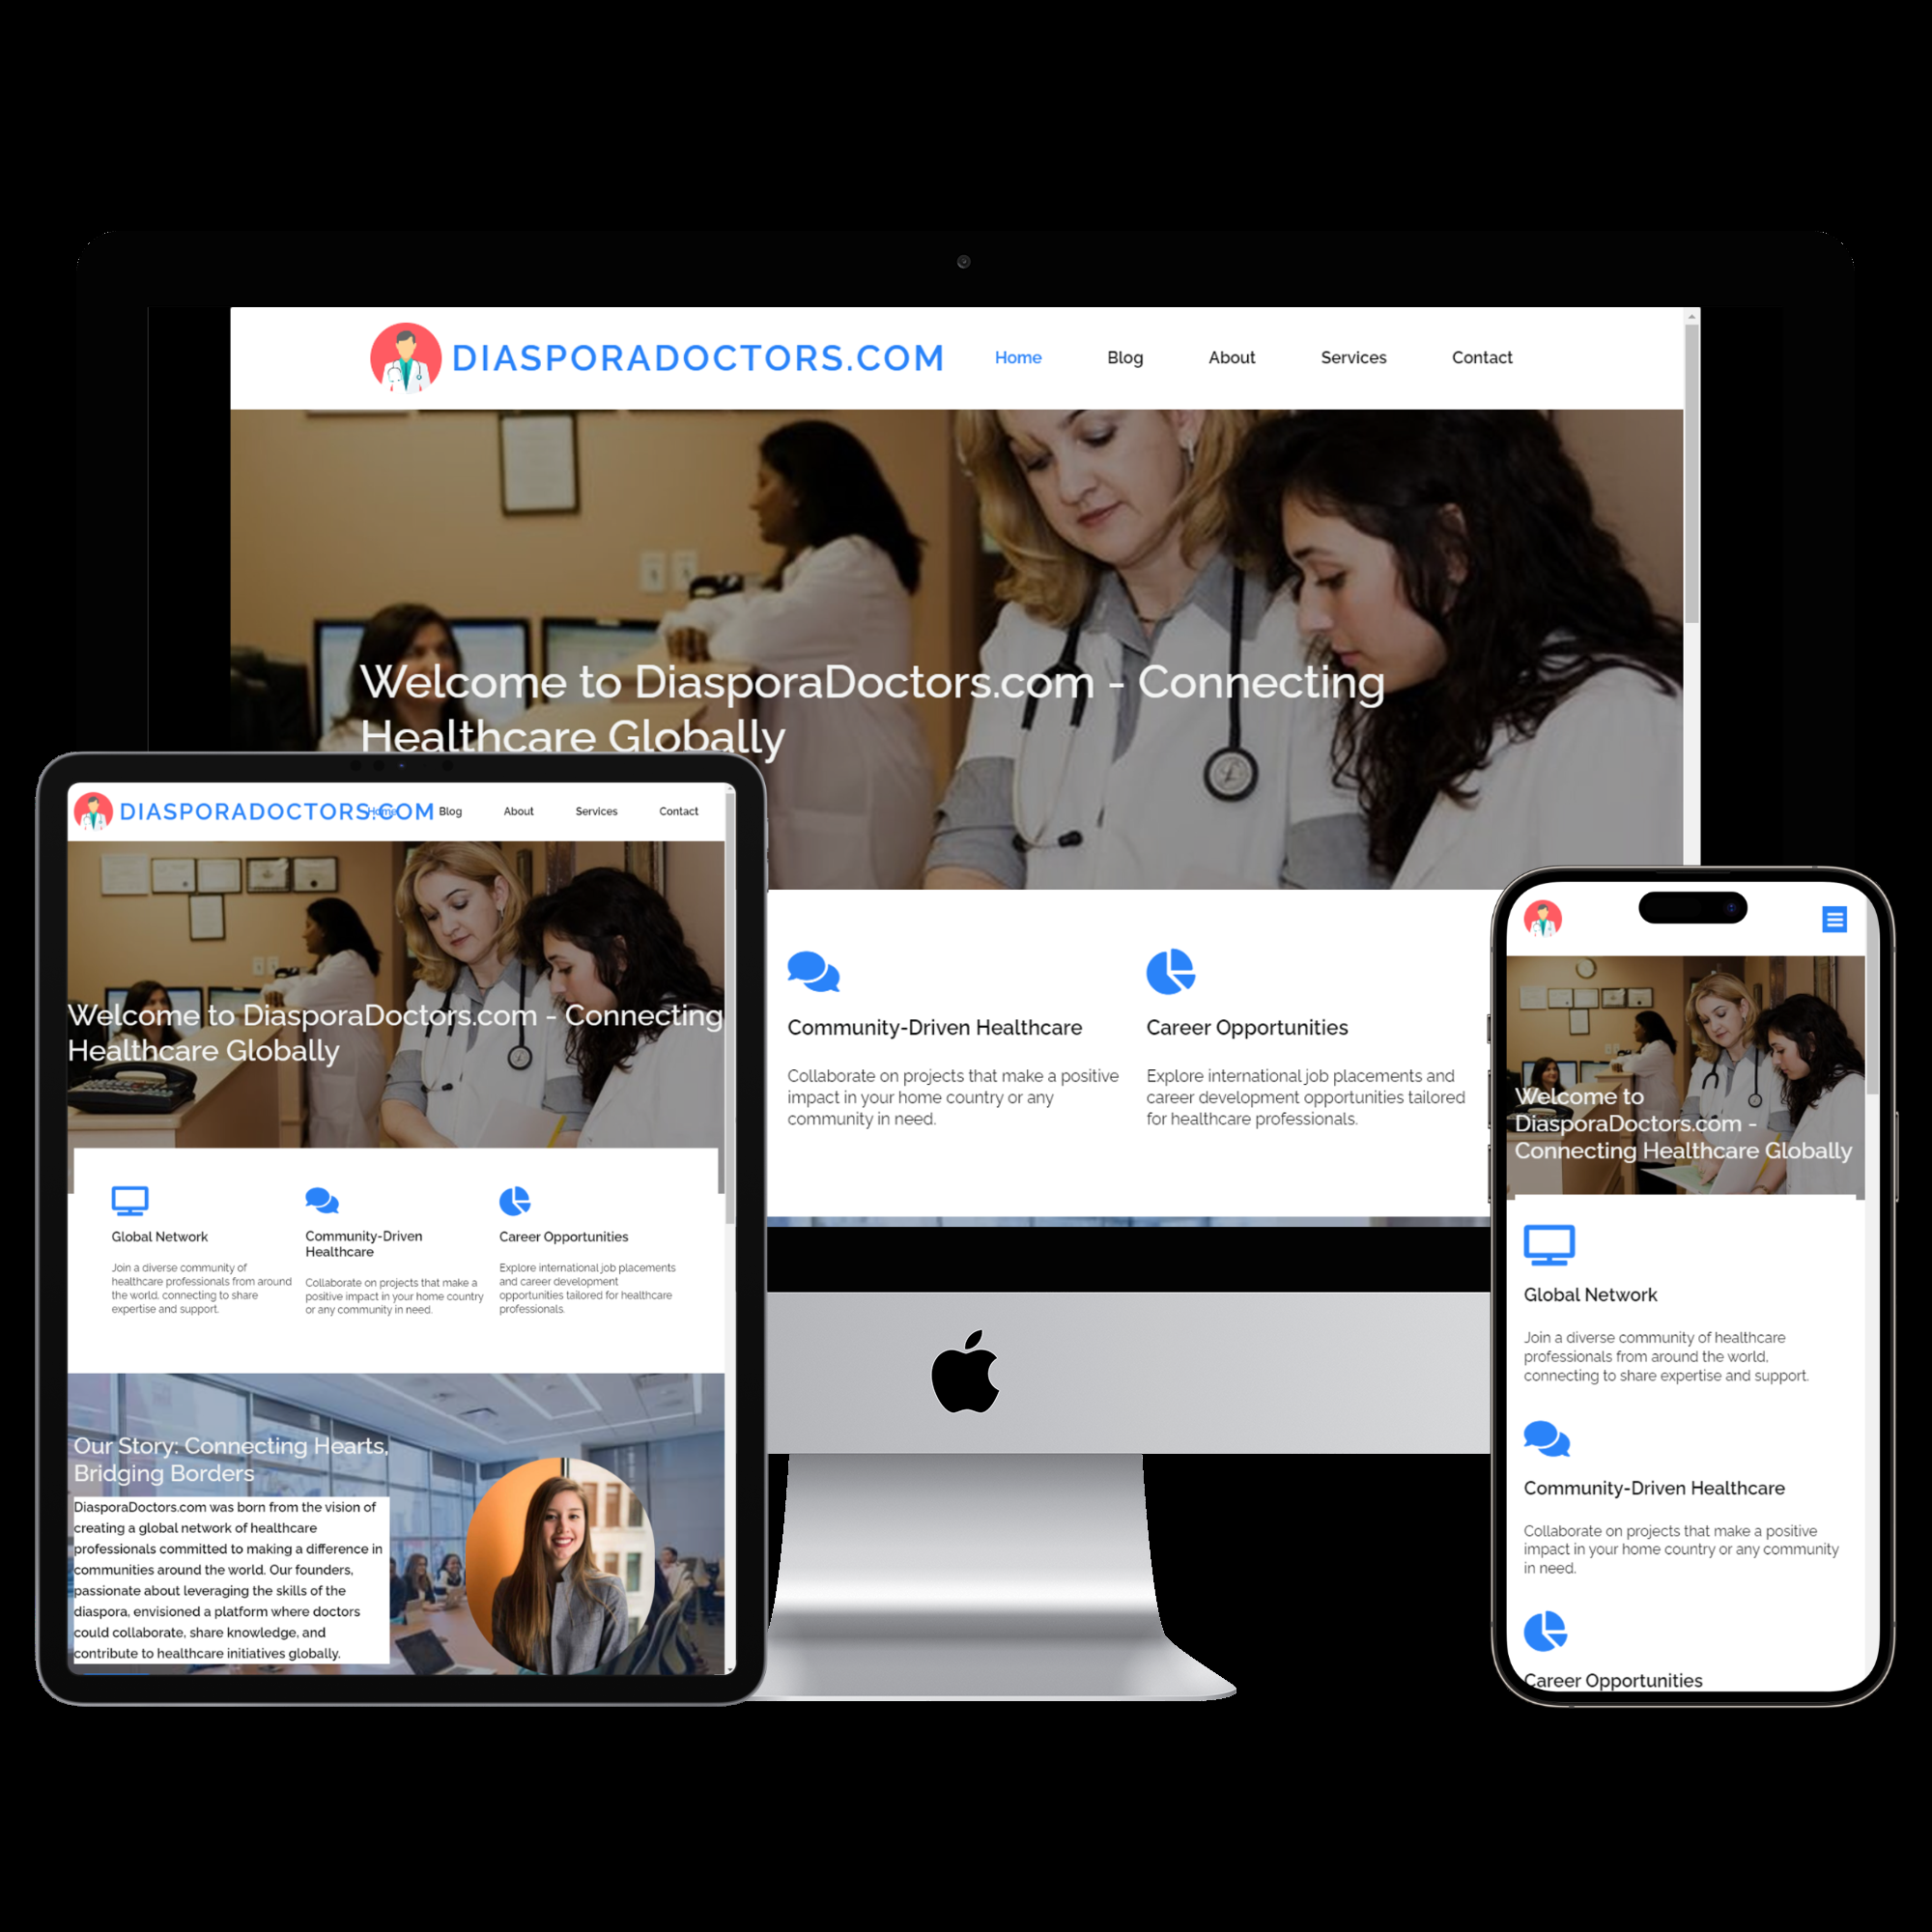 DIASPORADOCTORS.COM
Home
Blog
About
Services
Contact
Welcome to DiasporaDoctors.com - Connecting
Healthcare Globally
Community-Driven Healthcare
Collaborate on projects that make a positive
impact in your home country or any
community in need.
Career Opportunities
Explore international job placements and
career development opportunities tailored
for healthcare professionals.
DIASPORADOCTORS.COM
Home
Blog
About
Services
Contact
Welcome to DiasporaDoctors.com - Connecting
Healthcare Globally
Global Network
Join a diverse community of
healthcare professionals from around
the world, connecting to share
expertise and support.
Community-Driven
Healthcare
Collaborate on projects that make a
positive impact in your home country
or any community in need.
Career Opportunities
Explore international job placements
and career development
opportunities tailored for healthcare
professionals.
Our Story: Connecting Hearts,
Bridging Borders
DiasporaDoctors.com was born from the vision of
creating a global network of healthcare
professionals committed to making a difference in
communities around the world. Our founders,
passionate about leveraging the skills of the
diaspora, envisioned a platform where doctors
could collaborate, share knowledge, and
contribute to healthcare initiatives globally.
Welcome to
DiasporaDoctors.com -
Connecting Healthcare Globally
Global Network
Join a diverse community of healthcare
professionals from around the world,
connecting to share expertise and support.
Community-Driven Healthcare
Collaborate on projects that make a positive
impact in your home country or any community
in need.
Career Opportunities